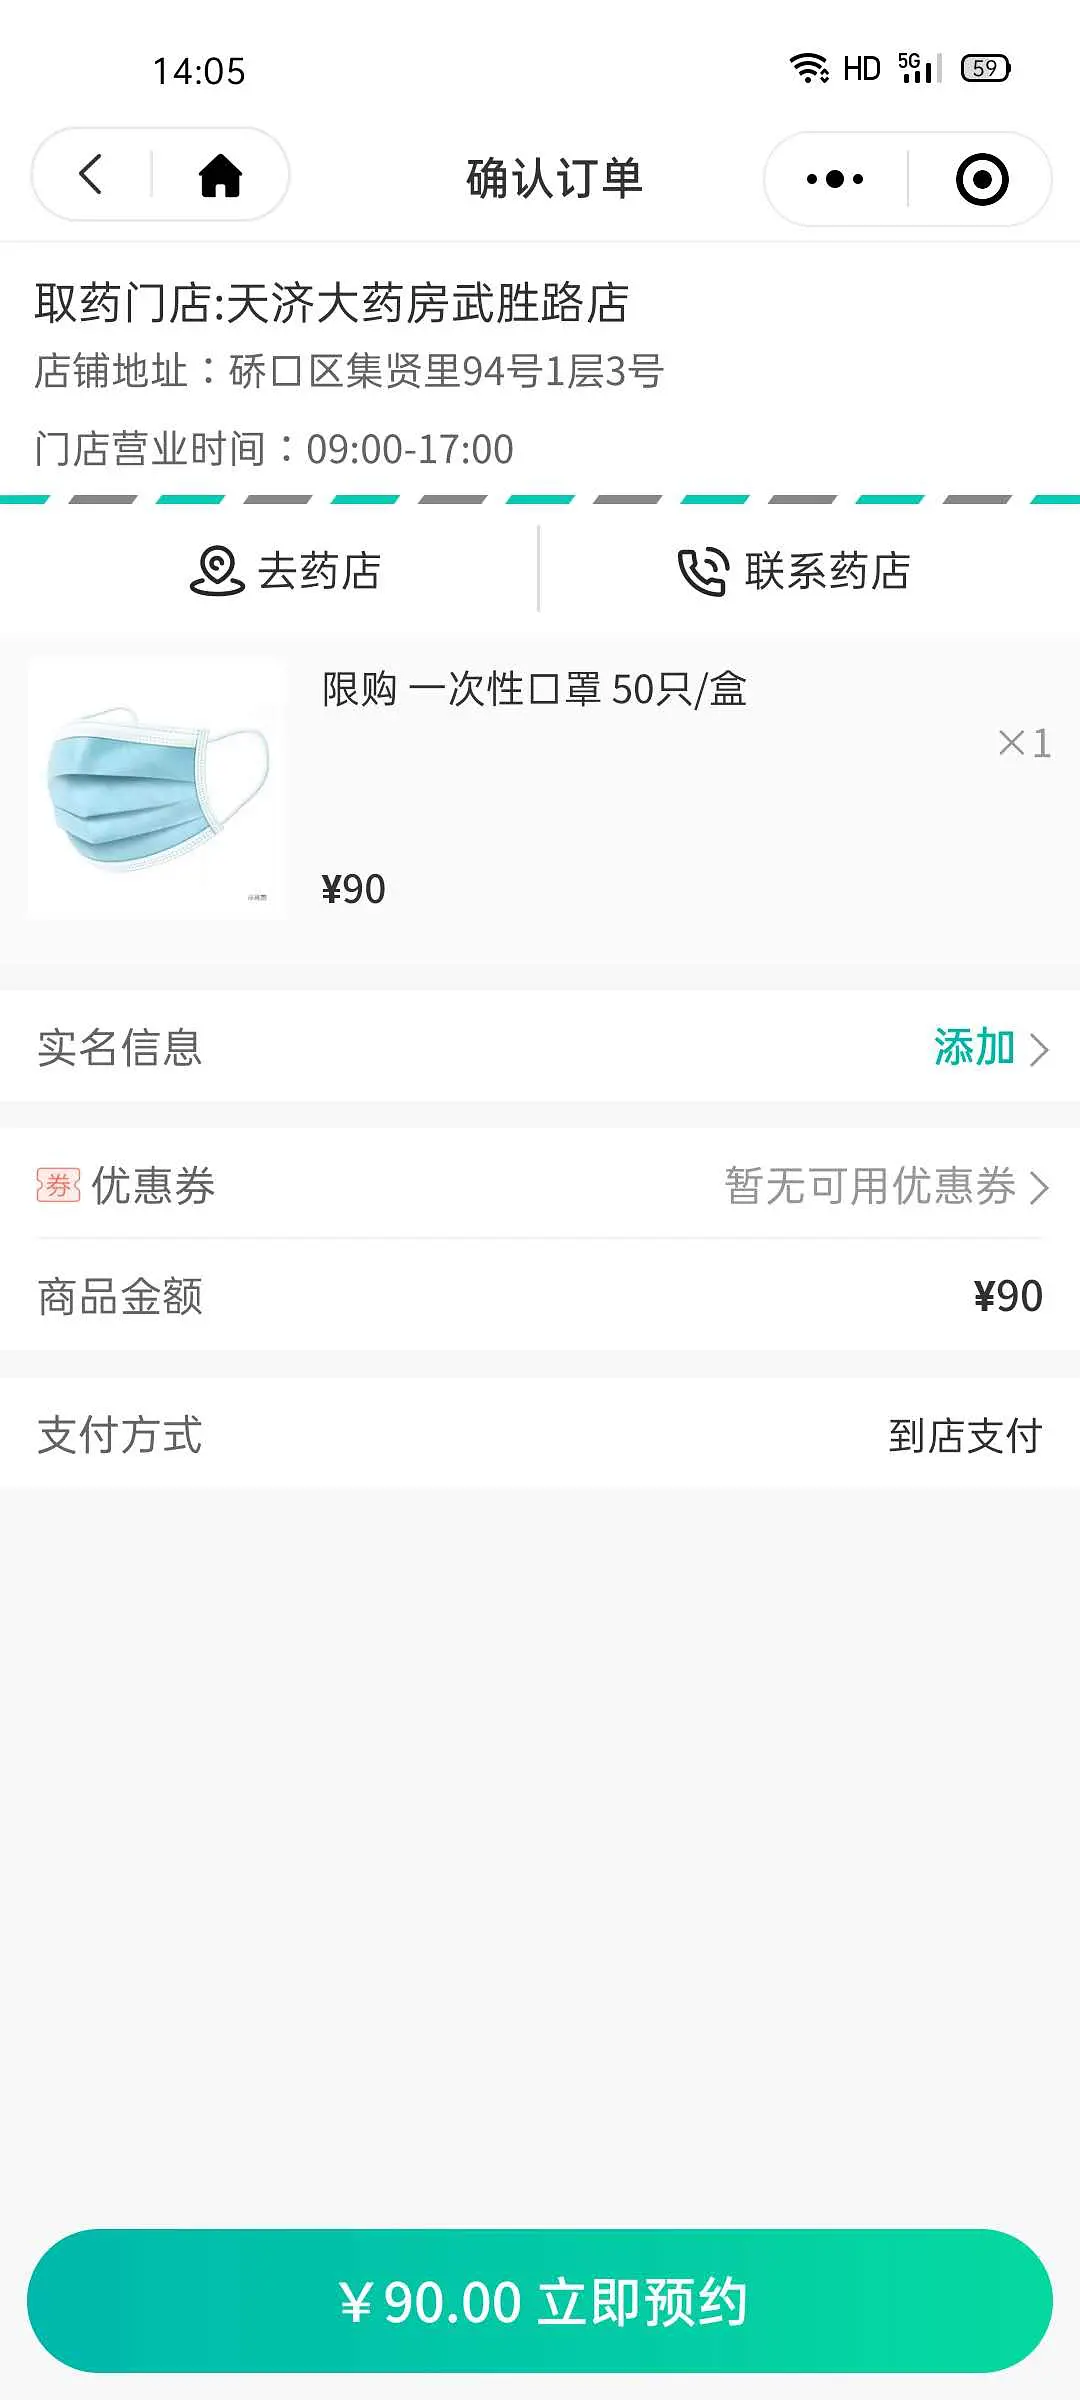 14:05
HD 5G 59
确认订单
取药门店:天济大药房武胜路店
店铺地址：硚口区集贤里94号1层3号
门店营业时间：09:00-17:00
去药店
联系药店
限购 一次性口罩 50只/盒
×1
¥90
实名信息
添加
券 优惠券
暂无可用优惠券
商品金额
¥90
支付方式
到店支付
￥90.00 立即预约